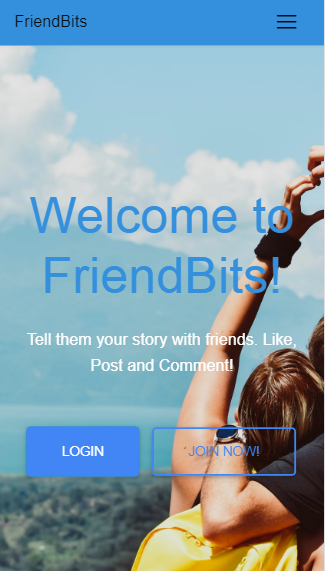 FriendBits
Welcome to
FriendBits!
Tell them your story with friends. Like,
Post and Comment!
LOGIN
JOIN NOW!